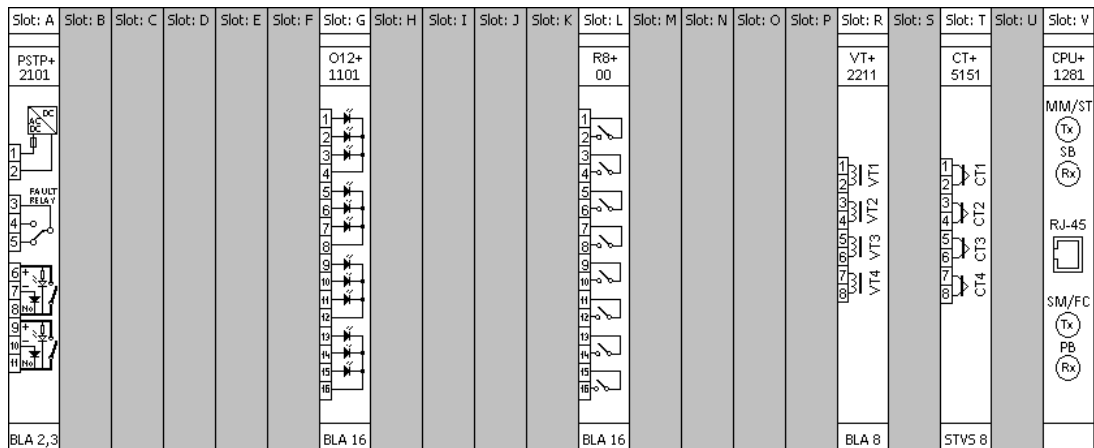 Slot: A Slot: B Slot: C Slot: D Slot: E Slot: F Slot: G Slot: H Slot: I Slot: J Slot: K Slot: L Slot: M Slot: N Slot: O Slot: P Slot: R Slot: S Slot: T Slot: U Slot: V
PSTP+
2101
AC
DC
DC
1
2
FAULT
RELAY
3
4
5
6 +
7 -
8 No
9 +
10 -
11 No
BLA 2,3
O12+
1101
1
2
3
4
5
6
7
8
9
10
11
12
13
14
15
16
BLA 16
R8+
00
1
2
3
4
5
6
7
8
9
10
11
12
13
14
15
16
BLA 16
VT+
2211
1
2
VT1
3
4
VT2
5
6
VT3
7
8
VT4
BLA 8
CT+
5151
1
2
CT1
3
4
CT2
5
6
CT3
7
8
CT4
STVS 8
CPU+
1281
MM/ST
Tx
SB
Rx
RJ-45
SM/FC
Tx
PB
Rx